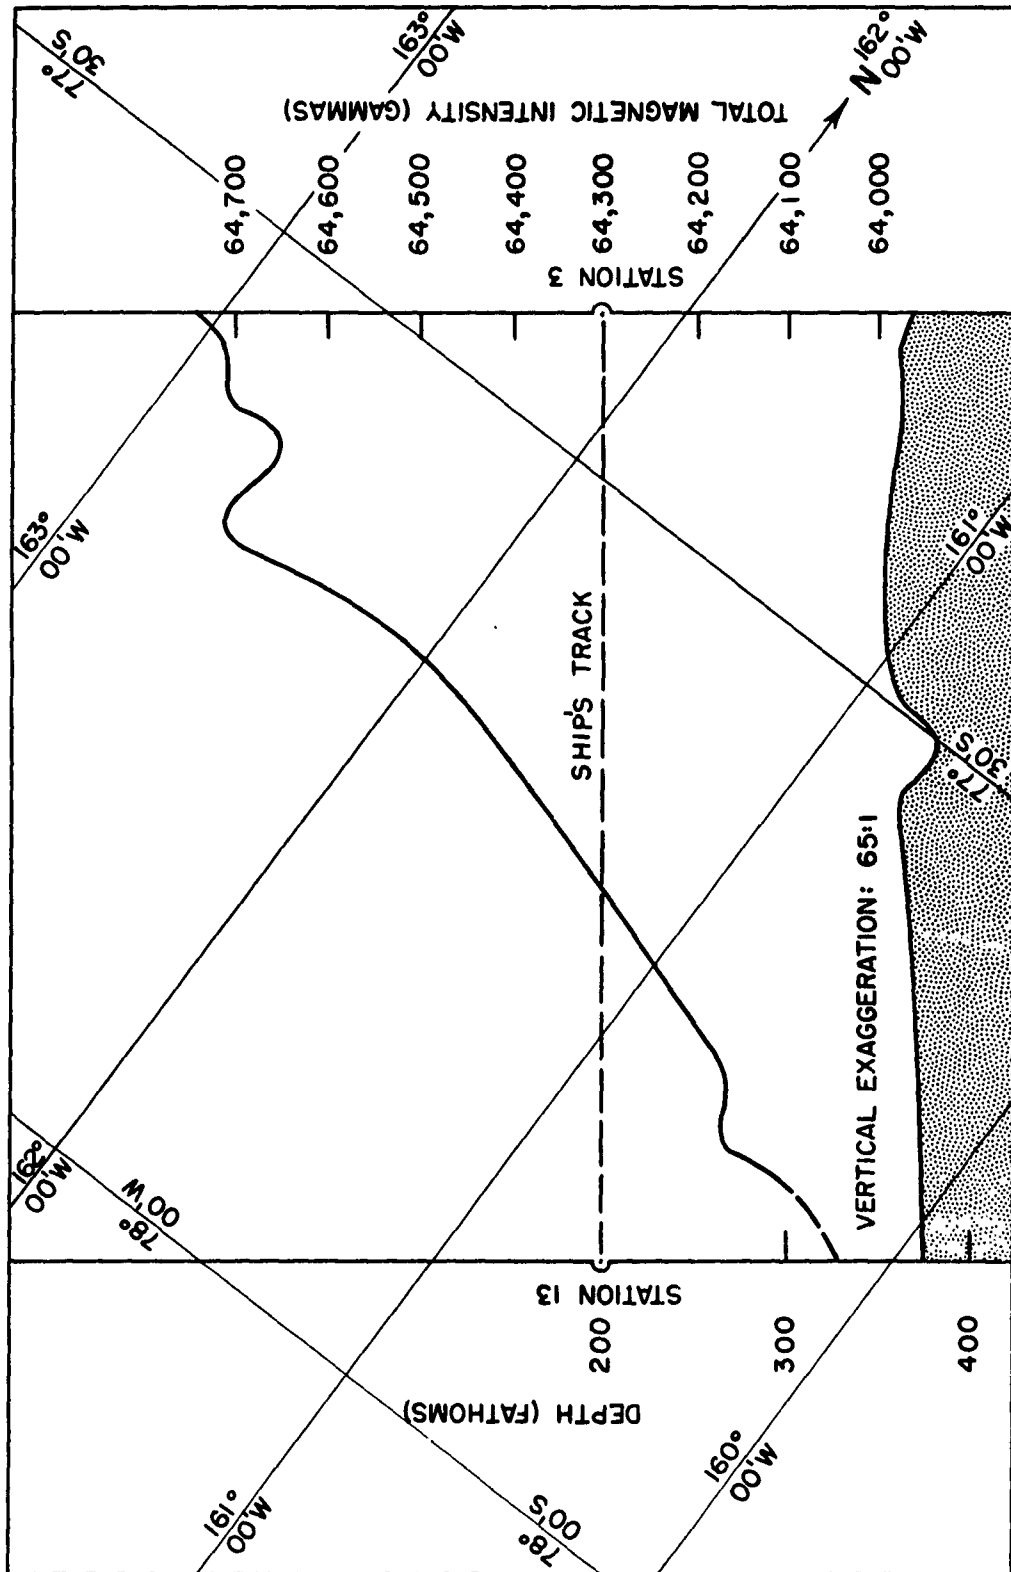 163°
00'W
77°
30'S
163°
00'W
N
162°
00'W
TOTAL MAGNETIC INTENSITY (GAMMAS)
64,700
64,600
64,500
64,400
64,300
64,200
64,100
64,000
STATION 3
163°
00'W
SHIP'S TRACK
161°
00'W
77°
30'S
VERTICAL EXAGGERATION: 65:1
162°
00'W
78°
00'W
STATION 13
200
300
400
DEPTH (FATHOMS)
161°
00'W
78°
00'S
160°
00'W